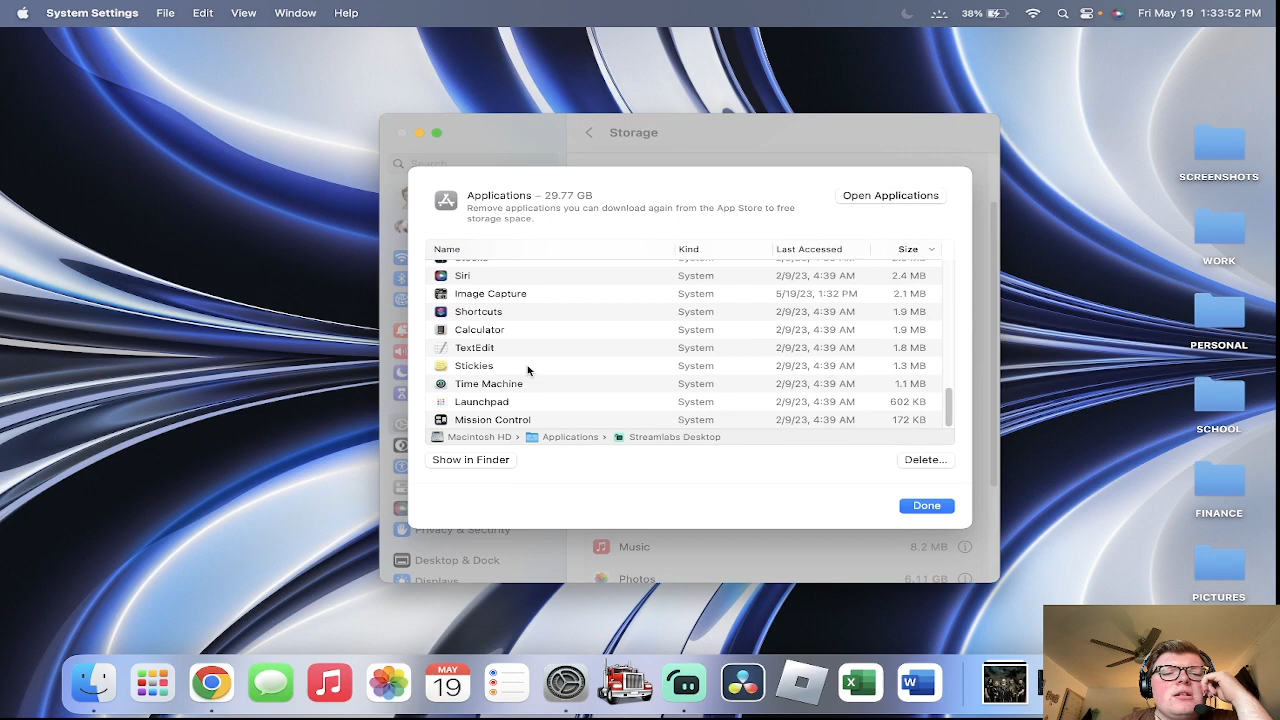 System Settings File Edit View Window Help 38% Fri May 19 1:33:52 PM
Storage
Search
Applications – 29.77 GB
Open Applications
Remove applications you can download again from the App Store to free
storage space.
Name Kind Last Accessed Size
Siri System 2/9/23, 4:39 AM 2.4 MB
Image Capture System 5/19/23, 1:32 PM 2.1 MB
Shortcuts System 2/9/23, 4:39 AM 1.9 MB
Calculator System 2/9/23, 4:39 AM 1.9 MB
TextEdit System 2/9/23, 4:39 AM 1.8 MB
Stickies System 2/9/23, 4:39 AM 1.3 MB
Time Machine System 2/9/23, 4:39 AM 1.1 MB
Launchpad System 2/9/23, 4:39 AM 602 KB
Mission Control System 2/9/23, 4:39 AM 172 KB
Macintosh HD › Applications › Streamlabs Desktop
Show in Finder Delete...
Done
Privacy & Security
Music 8.2 MB
Desktop & Dock
Photos 6.11 GB
Displays
SCREENSHOTS
WORK
PERSONAL
SCHOOL
FINANCE
PICTURES
MAY
19
X
W